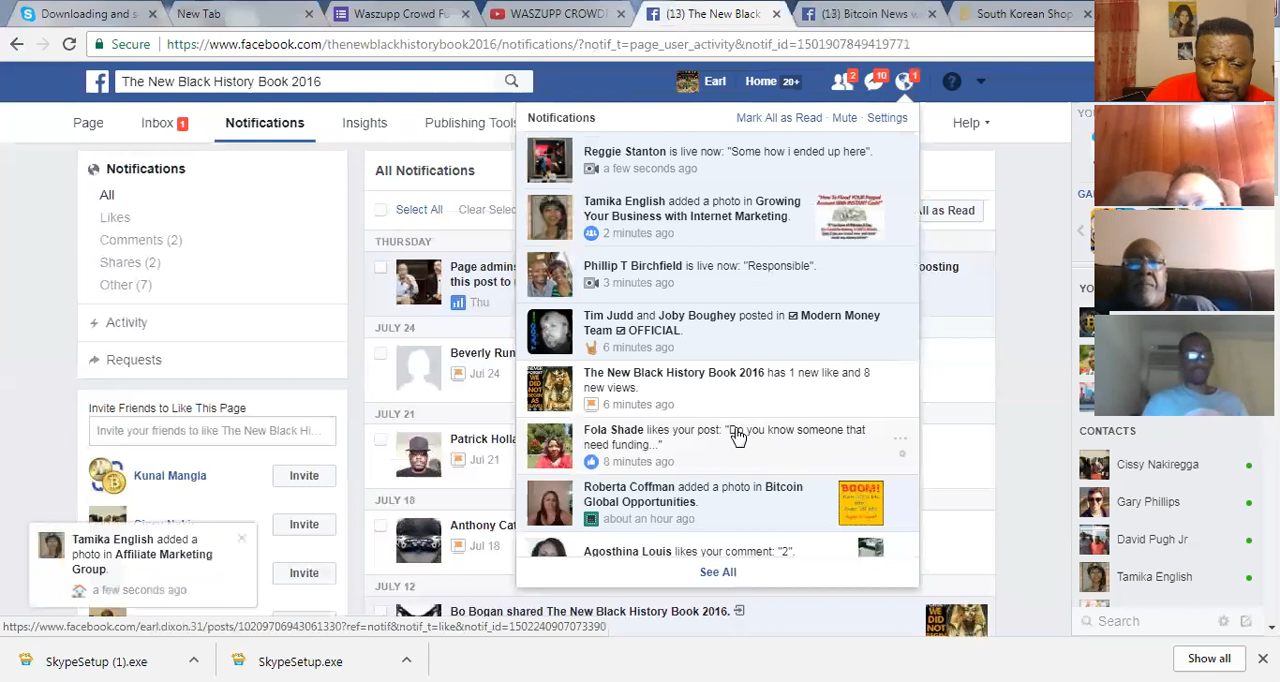 Downloading and s
New Tab
Waszupp Crowd Fu
WASZUPP CROWDF
(13) The New Black
(13) Bitcoin News w
South Korean Shop
Secure
https://www.facebook.com/thenewblackhistorybook2016/notifications/?notif_t=page_user_activity&notif_id=1501907849419771
The New Black History Book 2016
Earl
Home 20+
2
10
1
Page
Inbox 1
Notifications
Insights
Publishing Tools
Help
Notifications
Mark All as Read · Mute · Settings
Notifications
All
Likes
Comments (2)
Shares (2)
Other (7)
Activity
Requests
Invite Friends to Like This Page
Invite your friends to like The New Black Hi...
Kunal Mangla
Invite
Invite
Invite
Tamika English added a
photo in Affiliate Marketing
Group.
a few seconds ago
All Notifications
Select All
Clear Selec
All as Read
THURSDAY
Page admins
this post to
Thu
posting
JULY 24
Beverly Run
Jul 24
JULY 21
Patrick Holla
Jul 21
JULY 18
Anthony Cat
Jul 18
JULY 12
Bo Bogan shared The New Black History Book 2016.
Reggie Stanton is live now: "Some how i ended up here".
a few seconds ago
Tamika English added a photo in Growing
Your Business with Internet Marketing.
2 minutes ago
Phillip T Birchfield is live now: "Responsible".
3 minutes ago
Tim Judd and Joby Boughey posted in ☑ Modern Money
Team ☑ OFFICIAL.
6 minutes ago
The New Black History Book 2016 has 1 new like and 8
new views.
6 minutes ago
Fola Shade likes your post: "Do you know someone that
need funding..."
8 minutes ago
Roberta Coffman added a photo in Bitcoin
Global Opportunities.
about an hour ago
BOOM!
Agosthina Louis likes your comment: "2".
See All
YO
GA
YO
CONTACTS
Cissy Nakiregga
Gary Phillips
David Pugh Jr
Tamika English
Search
https://www.facebook.com/earl.dixon.31/posts/10209706943061330?ref=notif&notif_t=like&notif_id=1502240907073390
SkypeSetup (1).exe
SkypeSetup.exe
Show all